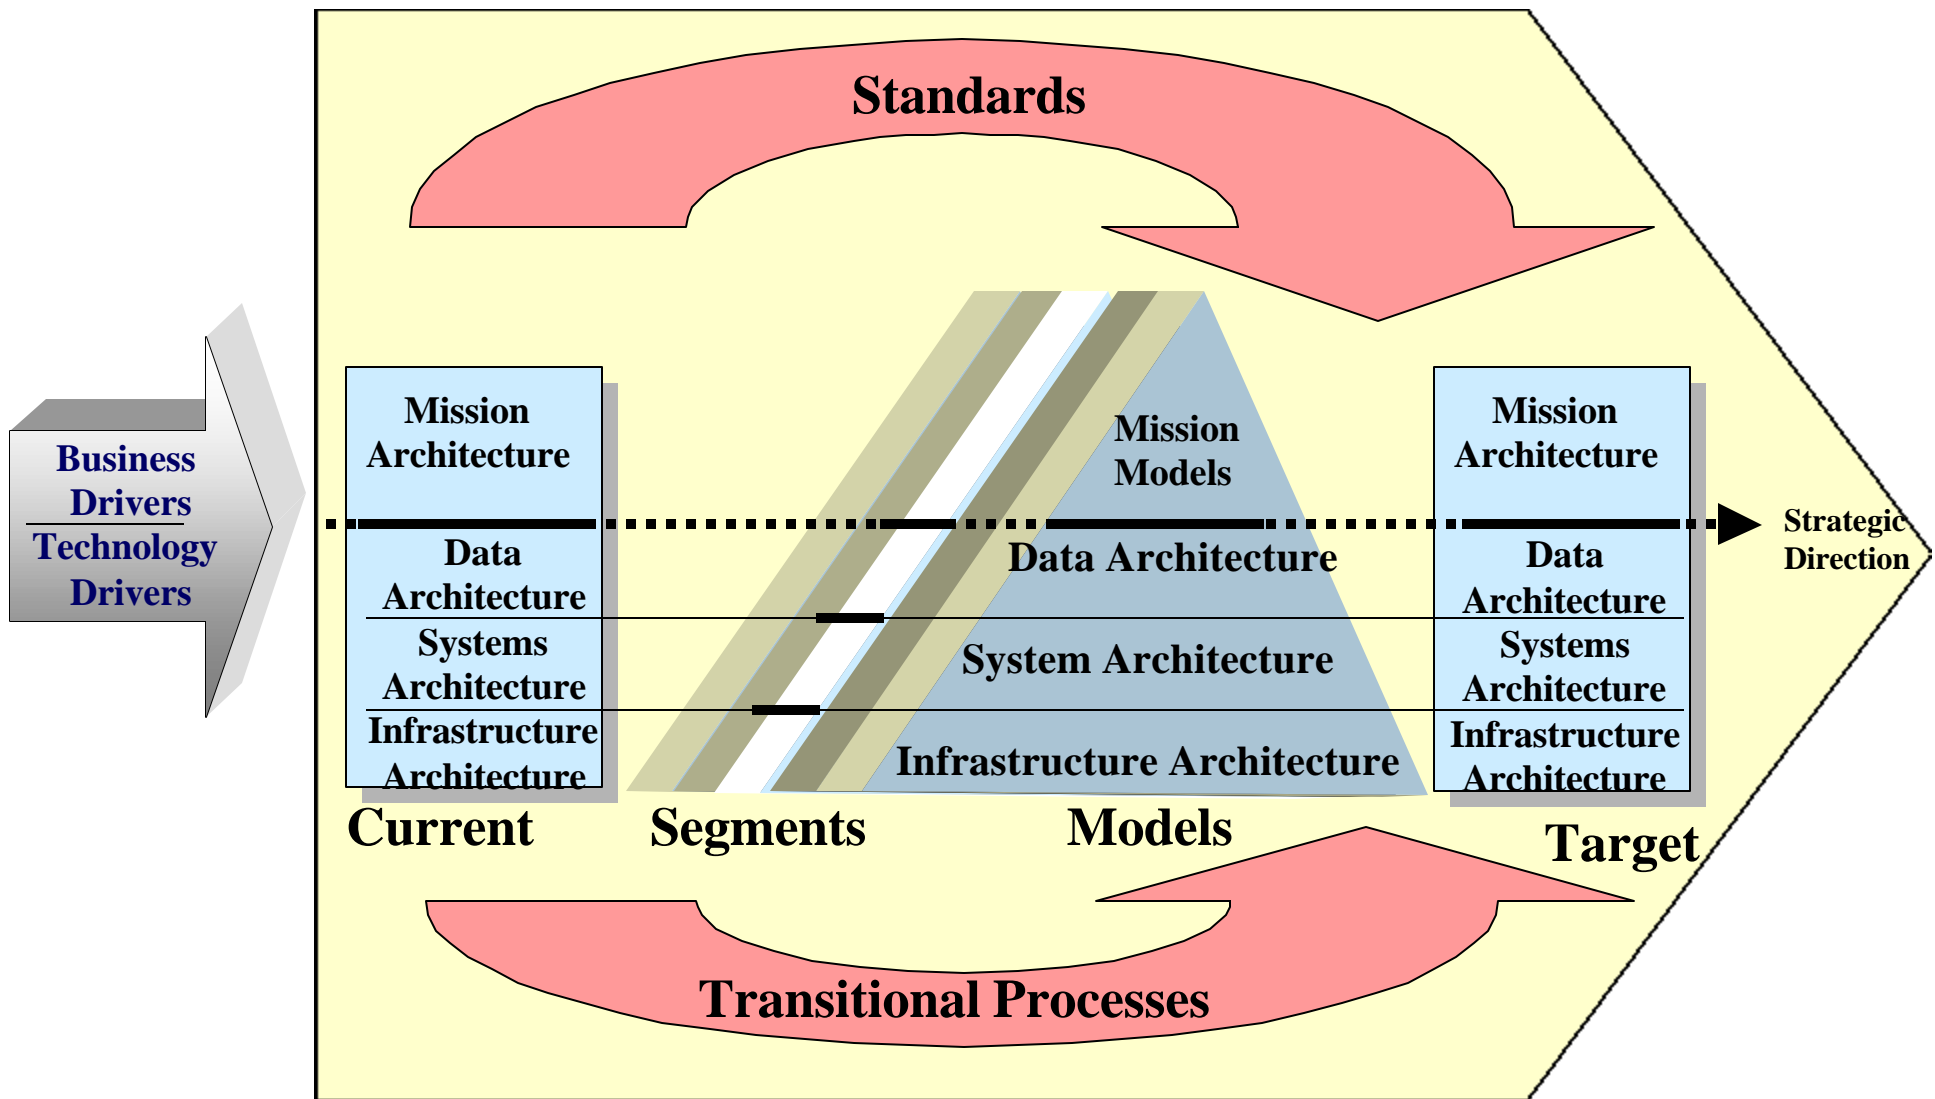 Standards
Business
Drivers
Technology
Drivers
Mission
Architecture
Data
Architecture
Systems
Architecture
Infrastructure
Architecture
Current
Segments
Mission
Models
Data Architecture
System Architecture
Infrastructure Architecture
Models
Mission
Architecture
Data
Architecture
Systems
Architecture
Infrastructure
Architecture
Target
Strategic
Direction
Transitional Processes